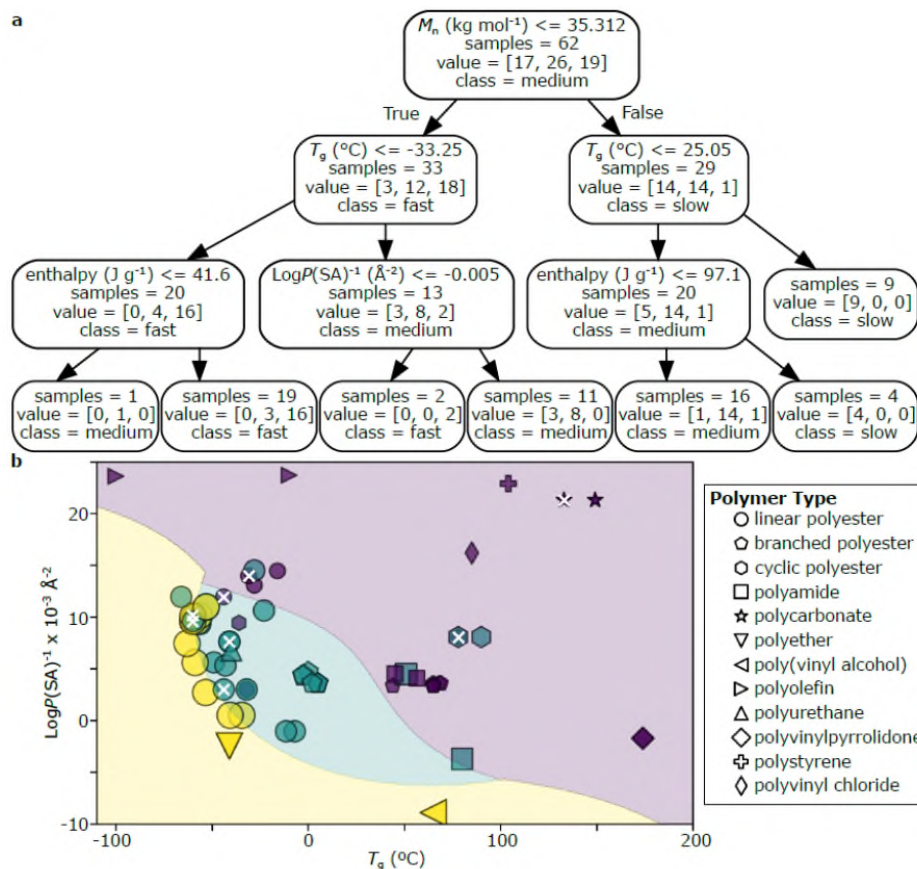 a
Mn (kg mol⁻¹) <= 35.312
samples = 62
value = [17, 26, 19]
class = medium
True
False
Tg (°C) <= -33.25
samples = 33
value = [3, 12, 18]
class = fast
Tg (°C) <= 25.05
samples = 29
value = [14, 14, 1]
class = slow
enthalpy (J g⁻¹) <= 41.6
samples = 20
value = [0, 4, 16]
class = fast
LogP(SA)⁻¹ (Å⁻²) <= -0.005
samples = 13
value = [3, 8, 2]
class = medium
enthalpy (J g⁻¹) <= 97.1
samples = 20
value = [5, 14, 1]
class = medium
samples = 9
value = [9, 0, 0]
class = slow
samples = 1
value = [0, 1, 0]
class = medium
samples = 19
value = [0, 3, 16]
class = fast
samples = 2
value = [0, 0, 2]
class = fast
samples = 11
value = [3, 8, 0]
class = medium
samples = 16
value = [1, 14, 1]
class = medium
samples = 4
value = [4, 0, 0]
class = slow
b
LogP(SA)⁻¹ x 10⁻³ Å⁻²
20
10
0
-10
-100
0
100
200
Tg (°C)
Polymer Type
linear polyester
branched polyester
cyclic polyester
polyamide
polycarbonate
polyether
poly(vinyl alcohol)
polyolefin
polyurethane
polyvinylpyrrolidone
polystyrene
polyvinyl chloride